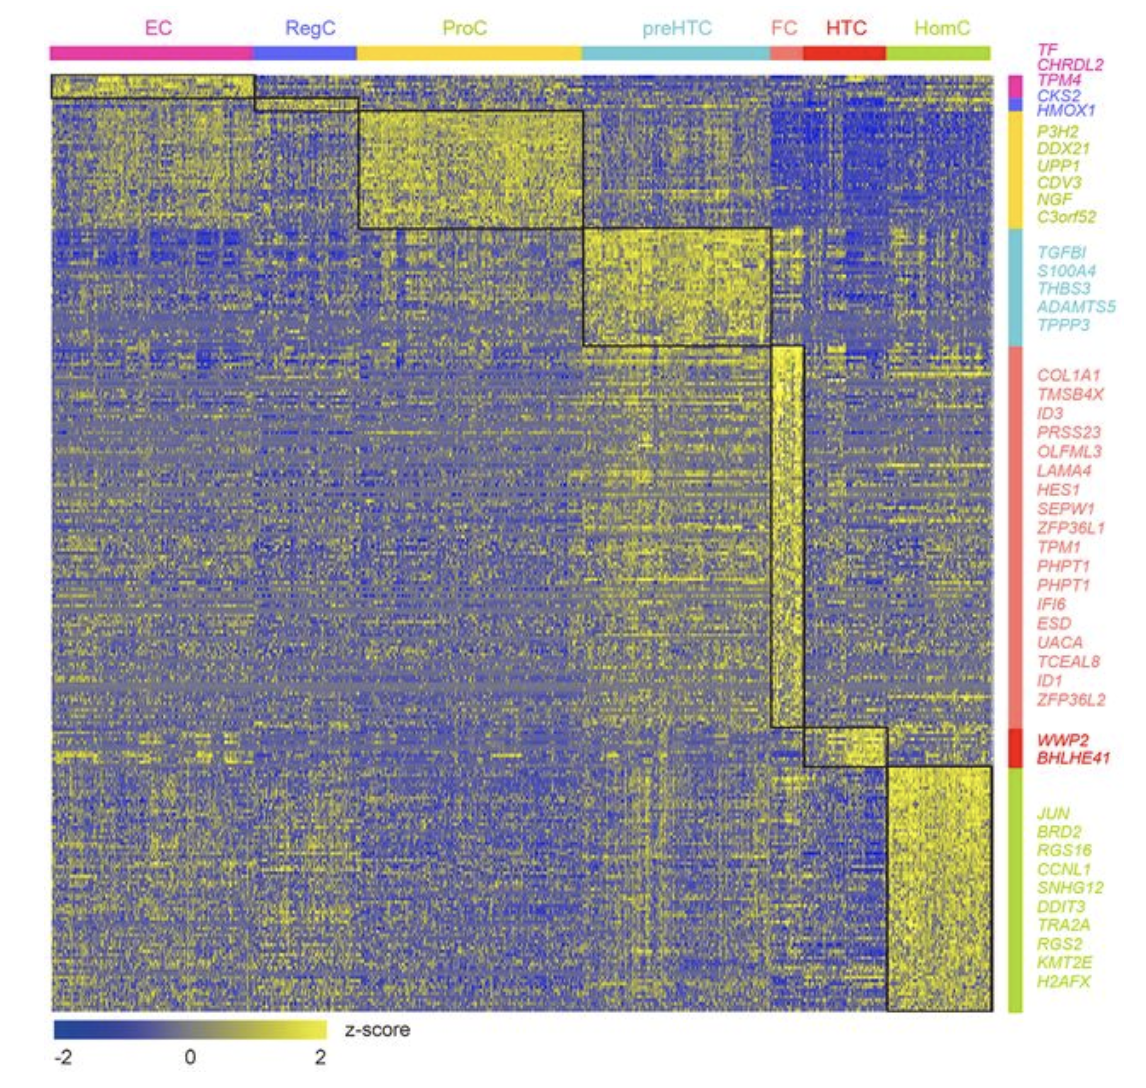 EC RegC ProC preHTC FC HTC HomC
TF
CHRDL2
TPM4
CKS2
HMOX1
P3H2
DDX21
UPP1
CDV3
NGF
C3orf52
TGFBI
S100A4
THBS3
ADAMTS5
TPPP3
COL1A1
TMSB4X
ID3
PRSS23
OLFML3
LAMA4
HES1
SEPW1
ZFP36L1
TPM1
PHPT1
PHPT1
IFI6
ESD
UACA
TCEAL8
ID1
ZFP36L2
WWP2
BHLHE41
JUN
BRD2
RGS16
CCNL1
SNHG12
DDIT3
TRA2A
RGS2
KMT2E
H2AFX
z-score
-2 0 2